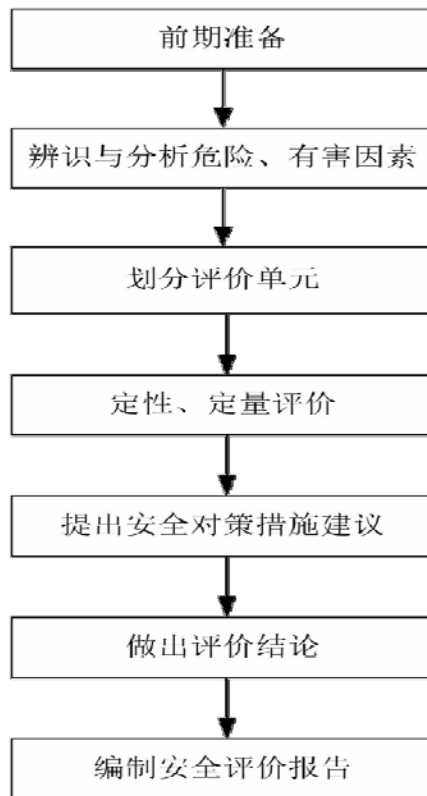 前期准备
辨识与分析危险、有害因素
划分评价单元
定性、定量评价
提出安全对策措施建议
做出评价结论
编制安全评价报告